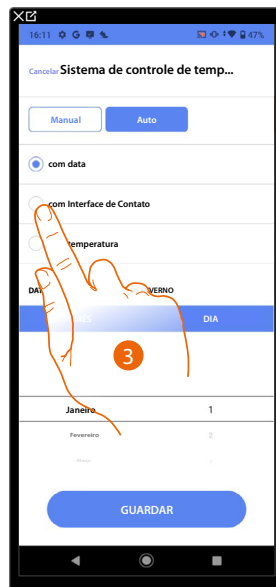 16:11 47%
Cancelar Sistema de controle de temp...
Manual Auto
com data
com Interface de Contato
temperatura
DAT VERNO
DIA
3
Janeiro 1
Fevereiro 2
GUARDAR